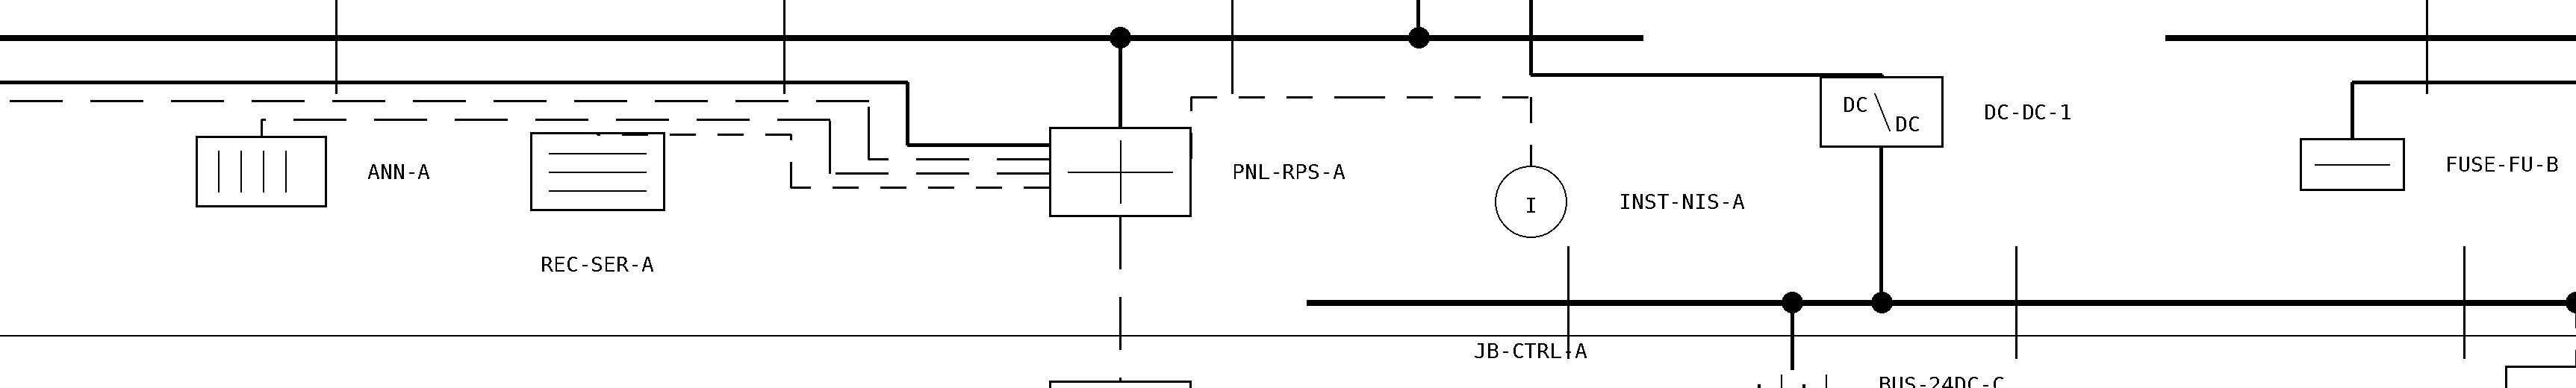 DC
DC
DC-DC-1
ANN-A
PNL-RPS-A
FUSE-FU-B
I
INST-NIS-A
REC-SER-A
JB-CTRL-A
BUS-24DC-C